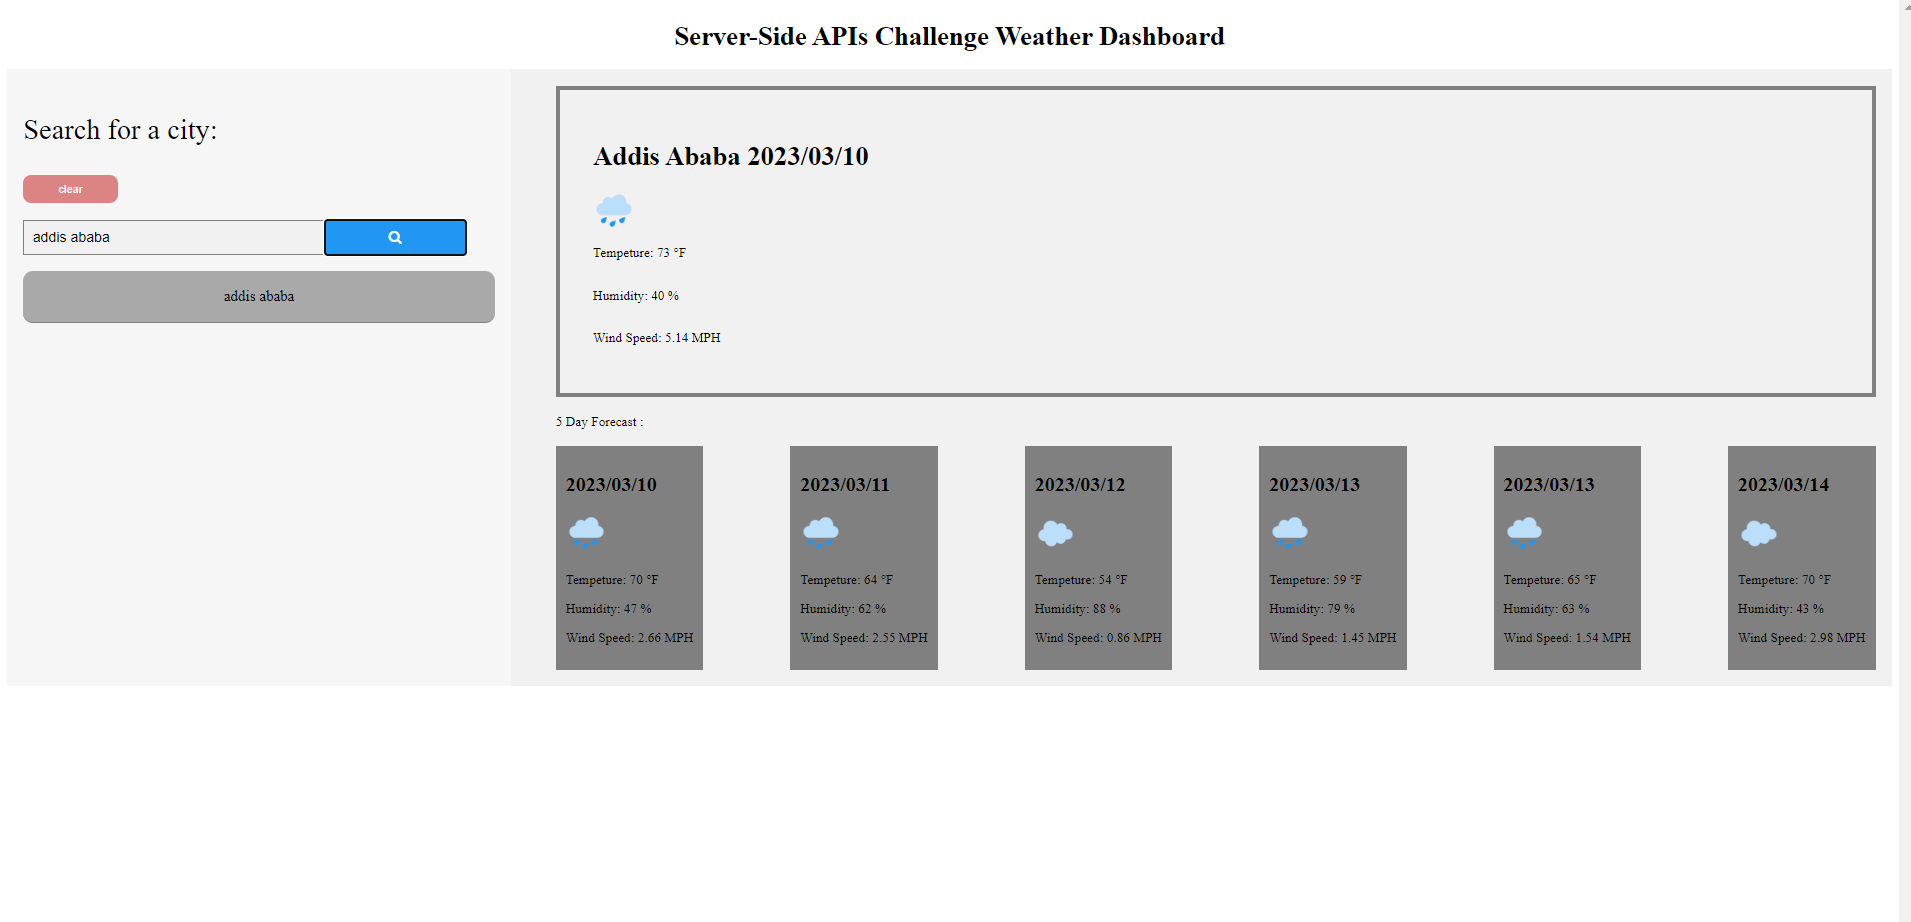 Server-Side APIs Challenge Weather Dashboard
Search for a city:
clear
addis ababa
addis ababa
Addis Ababa 2023/03/10
Tempeture: 73 °F
Humidity: 40 %
Wind Speed: 5.14 MPH
5 Day Forecast :
2023/03/10
Tempeture: 70 °F
Humidity: 47 %
Wind Speed: 2.66 MPH
2023/03/11
Tempeture: 64 °F
Humidity: 62 %
Wind Speed: 2.55 MPH
2023/03/12
Tempeture: 54 °F
Humidity: 88 %
Wind Speed: 0.86 MPH
2023/03/13
Tempeture: 59 °F
Humidity: 79 %
Wind Speed: 1.45 MPH
2023/03/13
Tempeture: 65 °F
Humidity: 63 %
Wind Speed: 1.54 MPH
2023/03/14
Tempeture: 70 °F
Humidity: 43 %
Wind Speed: 2.98 MPH